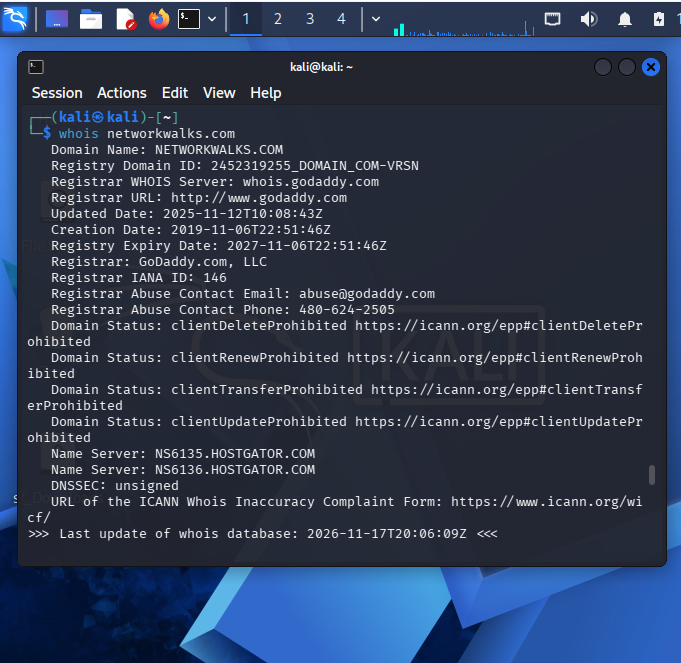 1 2 3 4
kali@kali: ~
Session Actions Edit View Help
┌──(kali㉿kali)-[~]
└─$ whois networkwalks.com
Domain Name: NETWORKWALKS.COM
Registry Domain ID: 2452319255_DOMAIN_COM-VRSN
Registrar WHOIS Server: whois.godaddy.com
Registrar URL: http://www.godaddy.com
Updated Date: 2025-11-12T10:08:43Z
Creation Date: 2019-11-06T22:51:46Z
Registry Expiry Date: 2027-11-06T22:51:46Z
Registrar: GoDaddy.com, LLC
Registrar IANA ID: 146
Registrar Abuse Contact Email: abuse@godaddy.com
Registrar Abuse Contact Phone: 480-624-2505
Domain Status: clientDeleteProhibited https://icann.org/epp#clientDeletePr
ohibited
Domain Status: clientRenewProhibited https://icann.org/epp#clientRenewProh
ibited
Domain Status: clientTransferProhibited https://icann.org/epp#clientTransf
erProhibited
Domain Status: clientUpdateProhibited https://icann.org/epp#clientUpdatePr
ohibited
Name Server: NS6135.HOSTGATOR.COM
Name Server: NS6136.HOSTGATOR.COM
DNSSEC: unsigned
URL of the ICANN Whois Inaccuracy Complaint Form: https://www.icann.org/wi
cf/
>>> Last update of whois database: 2026-11-17T20:06:09Z <<<
KALI